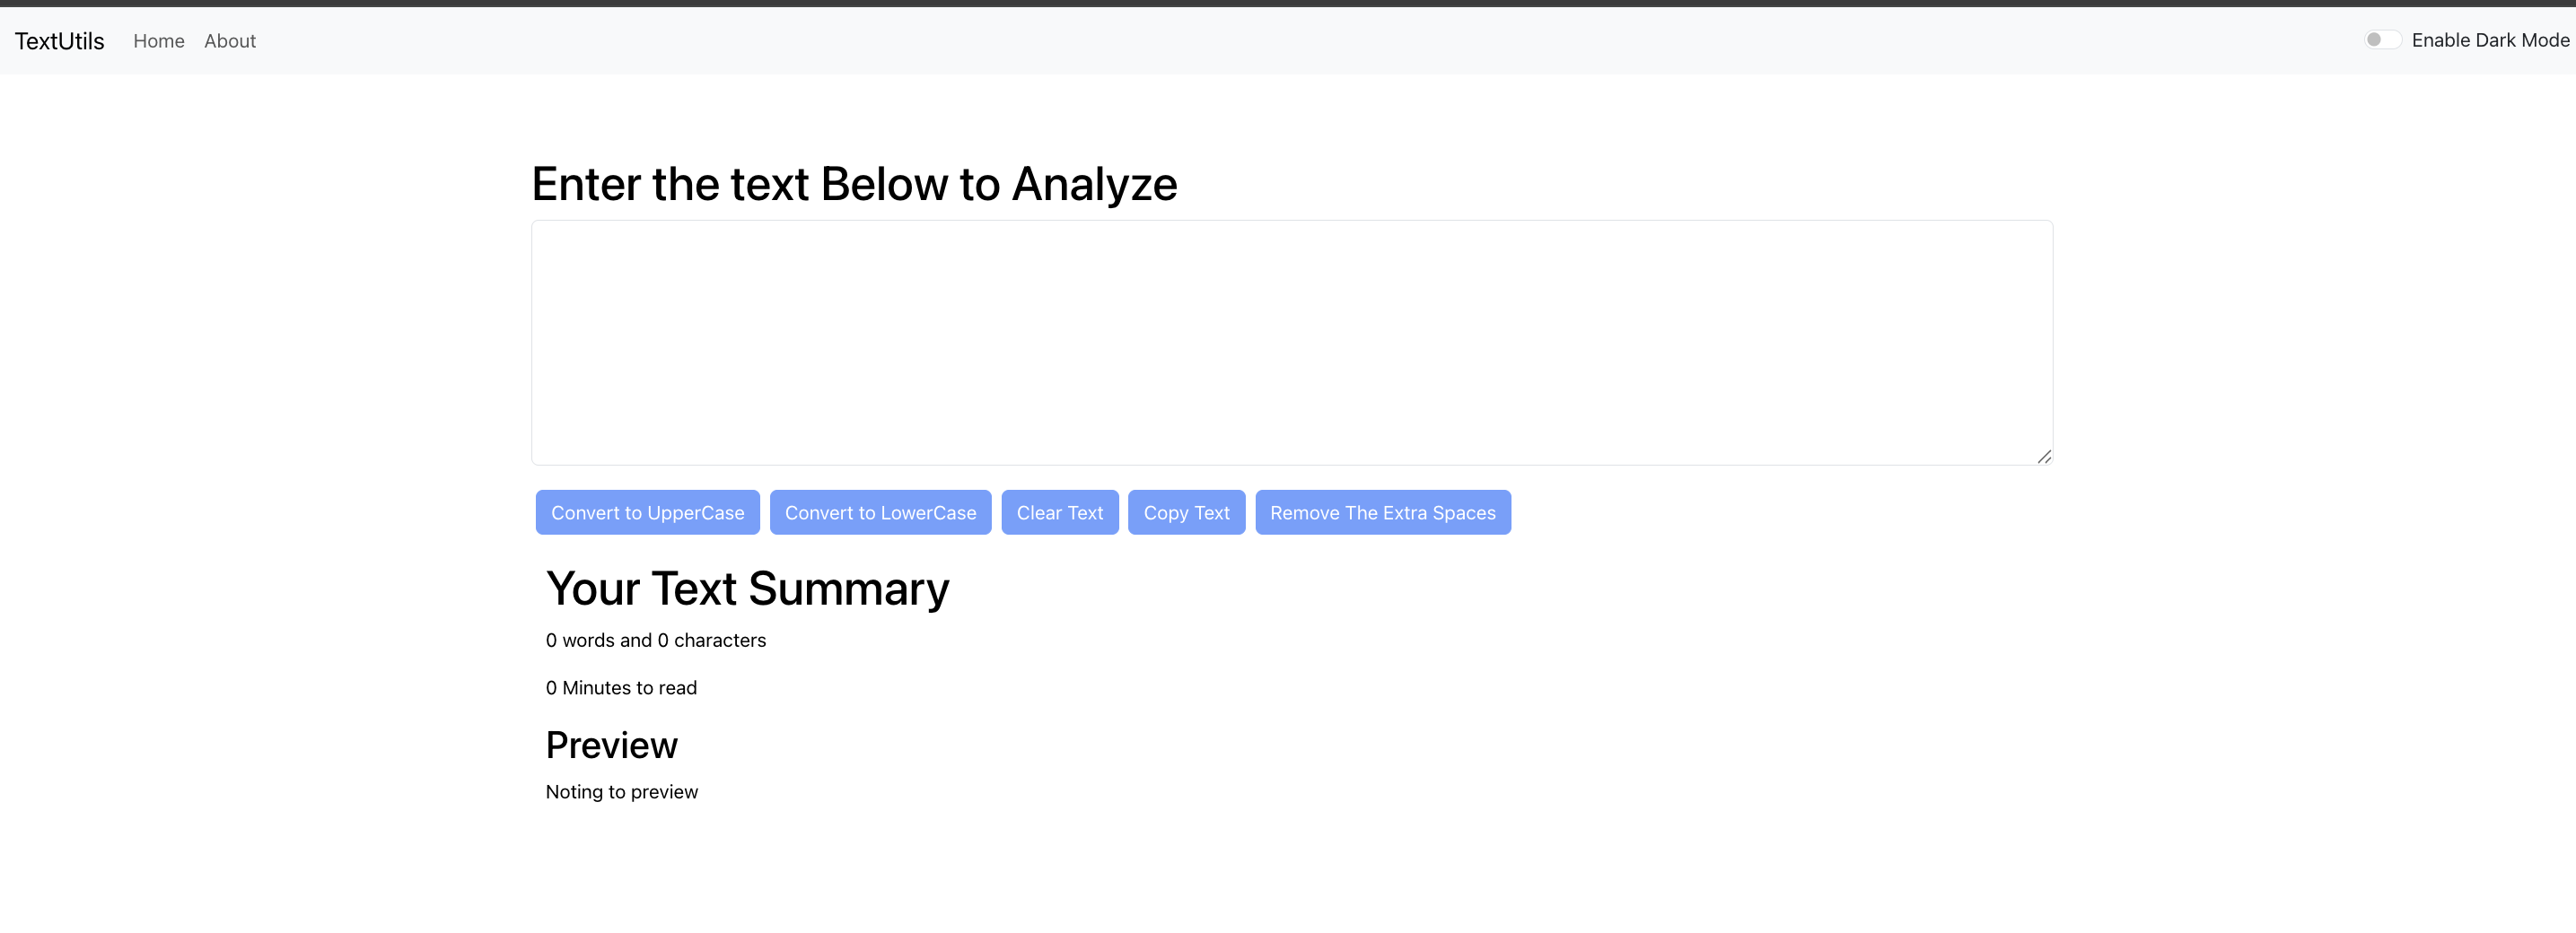 TextUtils Home About Enable Dark Mode
Enter the text Below to Analyze
Convert to UpperCase Convert to LowerCase Clear Text Copy Text Remove The Extra Spaces
Your Text Summary
0 words and 0 characters
0 Minutes to read
Preview
Noting to preview